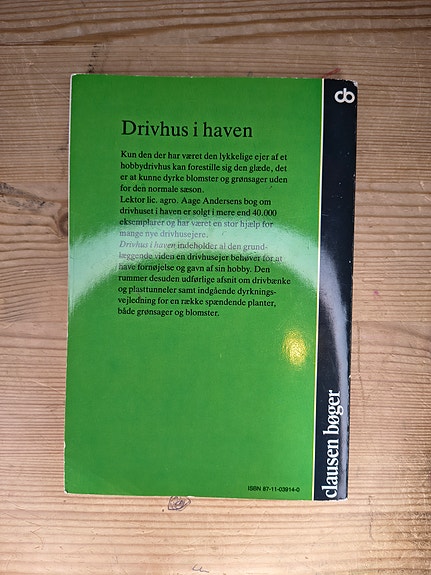 cb
Drivhus i haven
Kun den der har været den lykkelige ejer af et
hobbydrivhus kan forestille sig den glæde, det
er at kunne dyrke blomster og grønsager uden
for den normale sæson.
Lektor lic. agro. Aage Andersens bog om
drivhuset i haven er solgt i mere end 40.000
eksemplarer og har været en stor hjælp for
mange nye drivhusejere.
Drivhus i haven indeholder al den grund-
læggende viden en drivhusejer behøver for at
have fornøjelse og gavn af sin hobby. Den
rummer desuden udførlige afsnit om drivbænke
og plasttunneler samt indgående dyrknings-
vejledning for en række spændende planter,
både grønsager og blomster.
clausen bøger
ISBN 87-11-03914-0